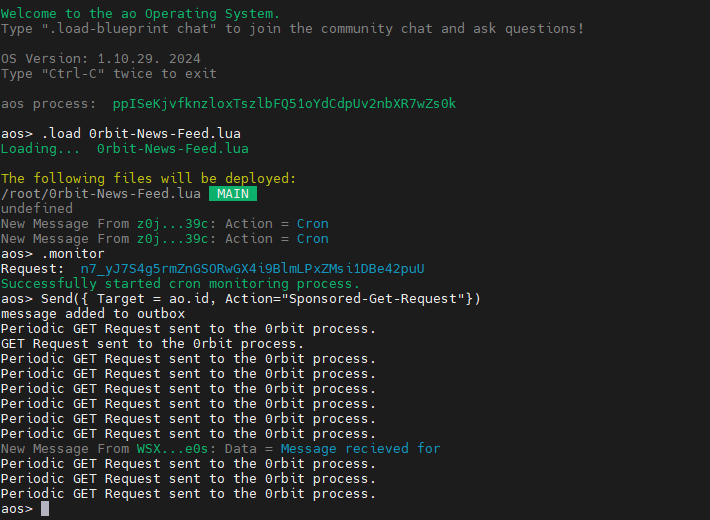 Welcome to the ao Operating System.
Type ".load-blueprint chat" to join the community chat and ask questions!
OS Version: 1.10.29. 2024
Type "Ctrl-C" twice to exit
aos process:  ppISeKjvfknzloxTszlbFQ51oYdCdpUv2nbXR7wZs0k
aos> .load 0rbit-News-Feed.lua
Loading...  0rbit-News-Feed.lua
The following files will be deployed:
/root/0rbit-News-Feed.lua  MAIN
undefined
New Message From z0j...39c: Action = Cron
New Message From z0j...39c: Action = Cron
aos> .monitor
Request:  n7_yJ7S4g5rmZnGSORwGX4i9BlmLPxZMsi1DBe42puU
Successfully started cron monitoring process.
aos> Send({ Target = ao.id, Action="Sponsored-Get-Request"})
message added to outbox
Periodic GET Request sent to the 0rbit process.
GET Request sent to the 0rbit process.
Periodic GET Request sent to the 0rbit process.
Periodic GET Request sent to the 0rbit process.
Periodic GET Request sent to the 0rbit process.
Periodic GET Request sent to the 0rbit process.
Periodic GET Request sent to the 0rbit process.
Periodic GET Request sent to the 0rbit process.
New Message From WSX...e0s: Data = Message recieved for
Periodic GET Request sent to the 0rbit process.
Periodic GET Request sent to the 0rbit process.
Periodic GET Request sent to the 0rbit process.
aos>